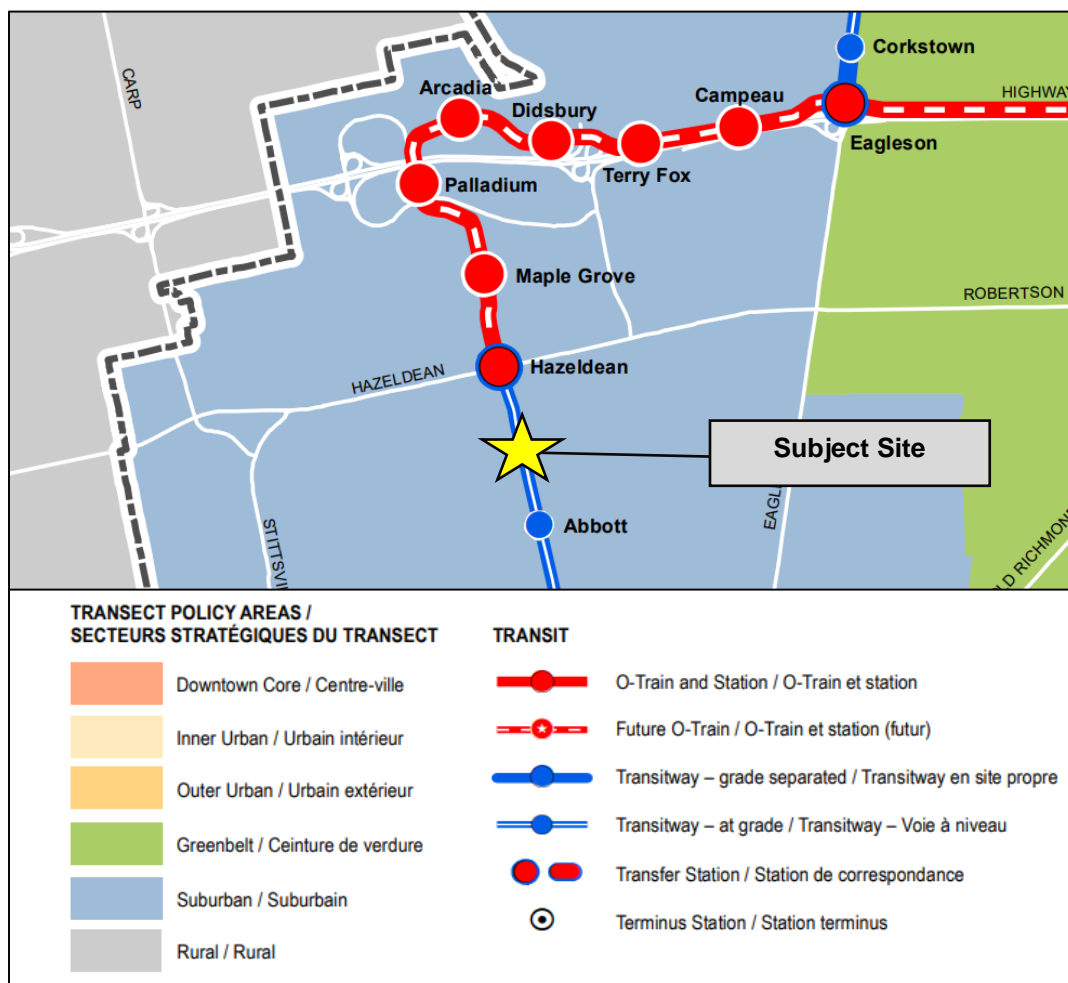 Corkstown
CARP
Arcadia
Didsbury
Campeau
HIGHWAY
Eagleson
Terry Fox
Palladium
Maple Grove
ROBERTSON
HAZELDEAN
Hazeldean
Subject Site
Abbott
EAGL
STITTSVIL
OLD RICHMOND
TRANSECT POLICY AREAS /
SECTEURS STRATÉGIQUES DU TRANSECT
Downtown Core / Centre-ville
Inner Urban / Urbain intérieur
Outer Urban / Urbain extérieur
Greenbelt / Ceinture de verdure
Suburban / Suburbain
Rural / Rural
TRANSIT
O-Train and Station / O-Train et station
Future O-Train / O-Train et station (futur)
Transitway – grade separated / Transitway en site propre
Transitway – at grade / Transitway – Voie à niveau
Transfer Station / Station de correspondance
Terminus Station / Station terminus